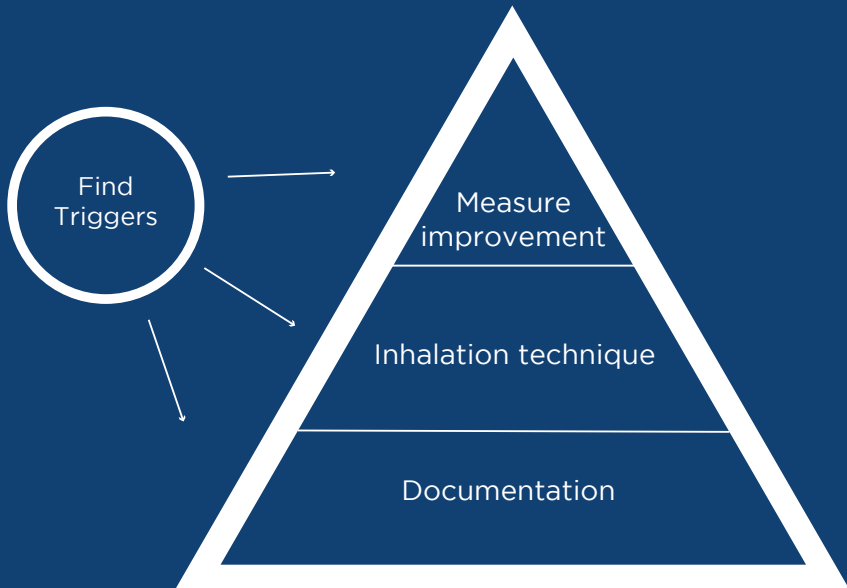 Find
Triggers
Measure
improvement
Inhalation technique
Documentation